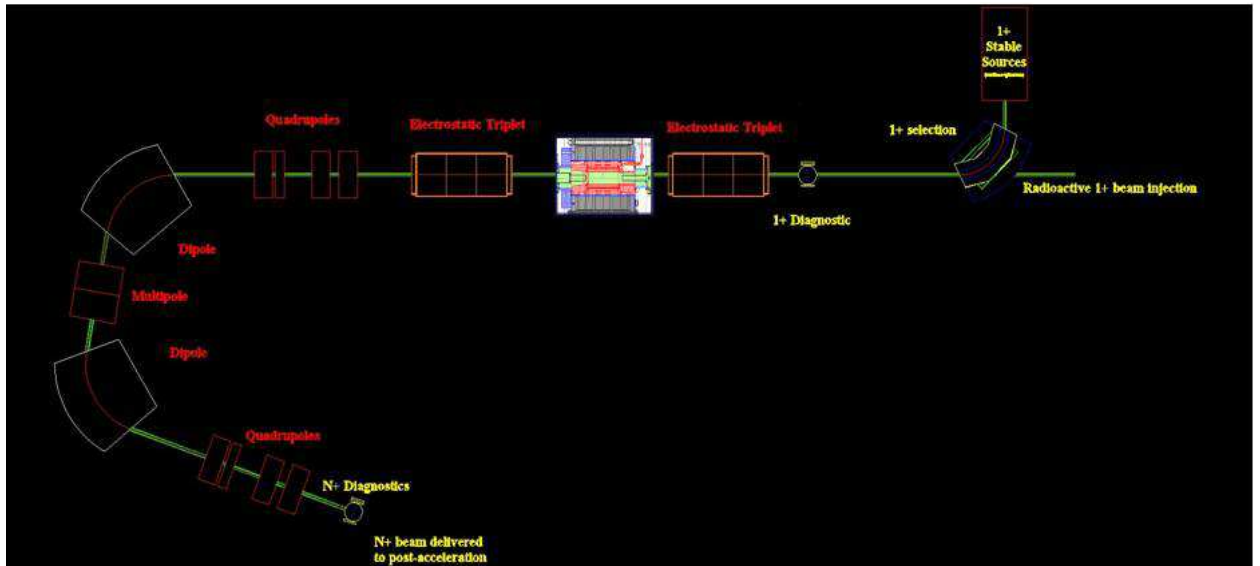 1+
Stable
Sources
Quadrupoles
Electrostatic Triplet
Electrostatic Triplet
1+ selection
Radioactive 1+ beam injection
1+ Diagnostic
Dipole
Multipole
Dipole
Quadrupoles
N+ Diagnostics
N+ beam delivered
to post-acceleration